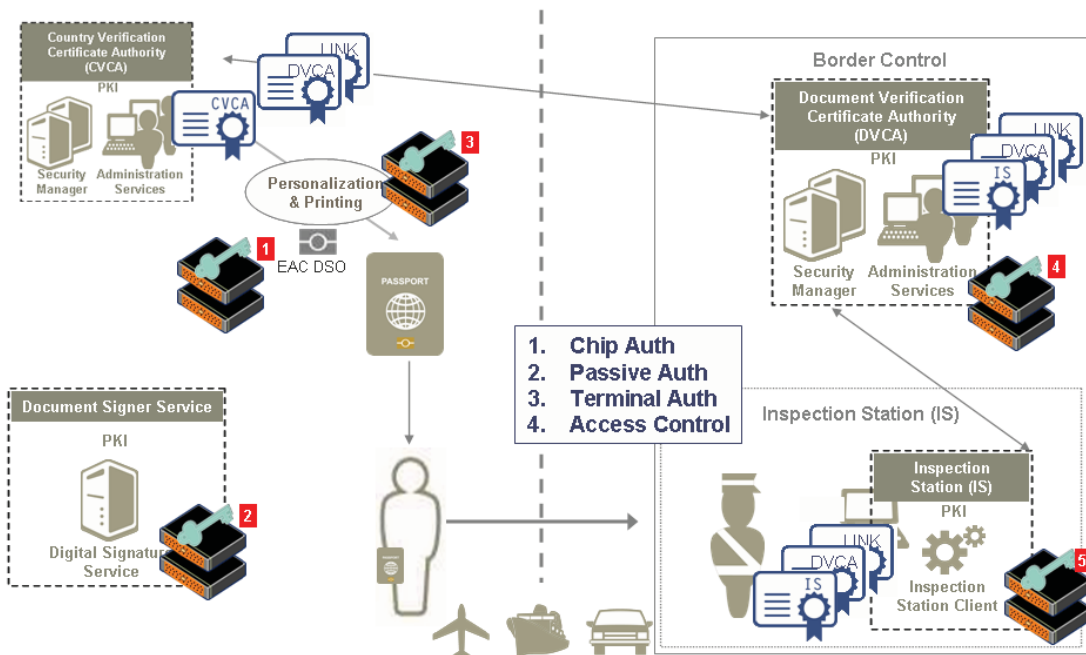 Country Verification
Certificate Authority
(CVCA)
PKI
Security
Manager
Administration
Services
CVCA
DVCA
LINK
3
Personalization
& Printing
1
EAC DSO
PASSPORT
Document Signer Service
PKI
2
Digital Signature
Service
PASSPORT
1. Chip Auth
2. Passive Auth
3. Terminal Auth
4. Access Control
Border Control
Document Verification
Certificate Authority
(DVCA)
PKI
LINK
DVCA
IS
Security
Manager
Administration
Services
4
Inspection Station (IS)
Inspection
Station (IS)
PKI
LINK
DVCA
IS
Inspection
Station Client
5